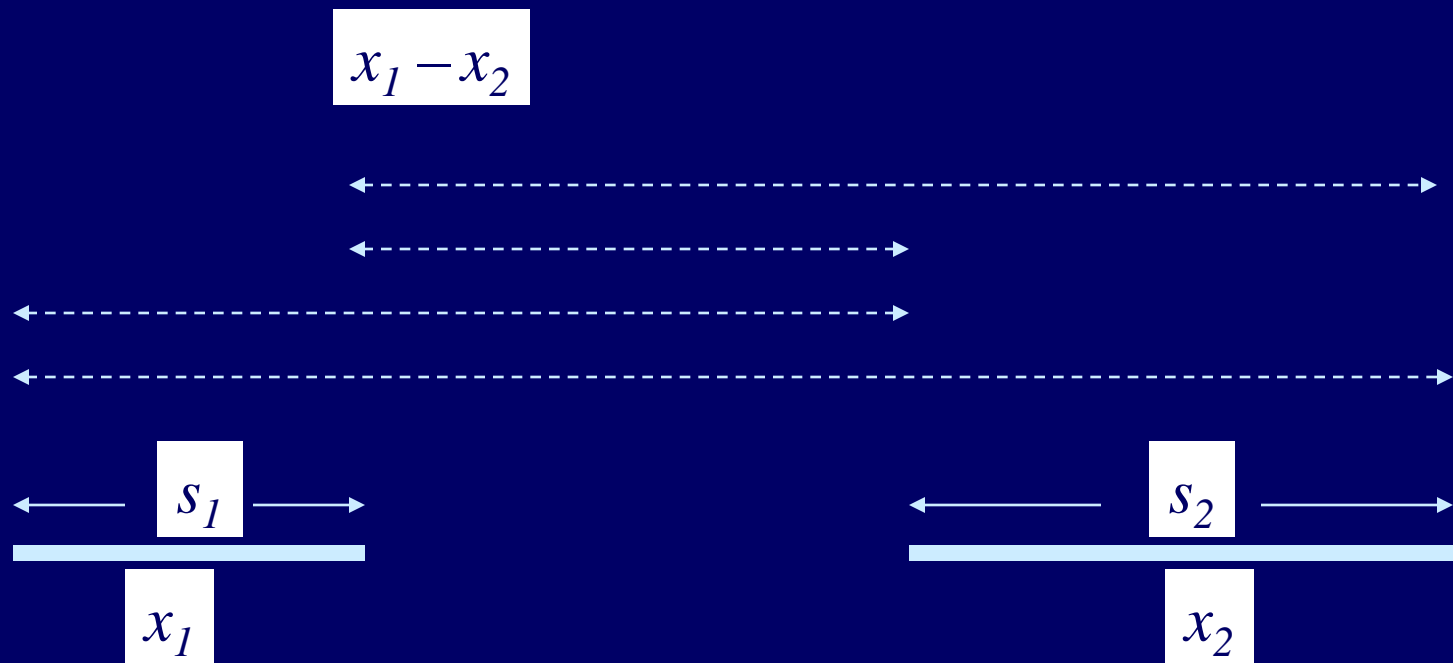 x₁ – x₂
s₁ s₂
x₁ x₂